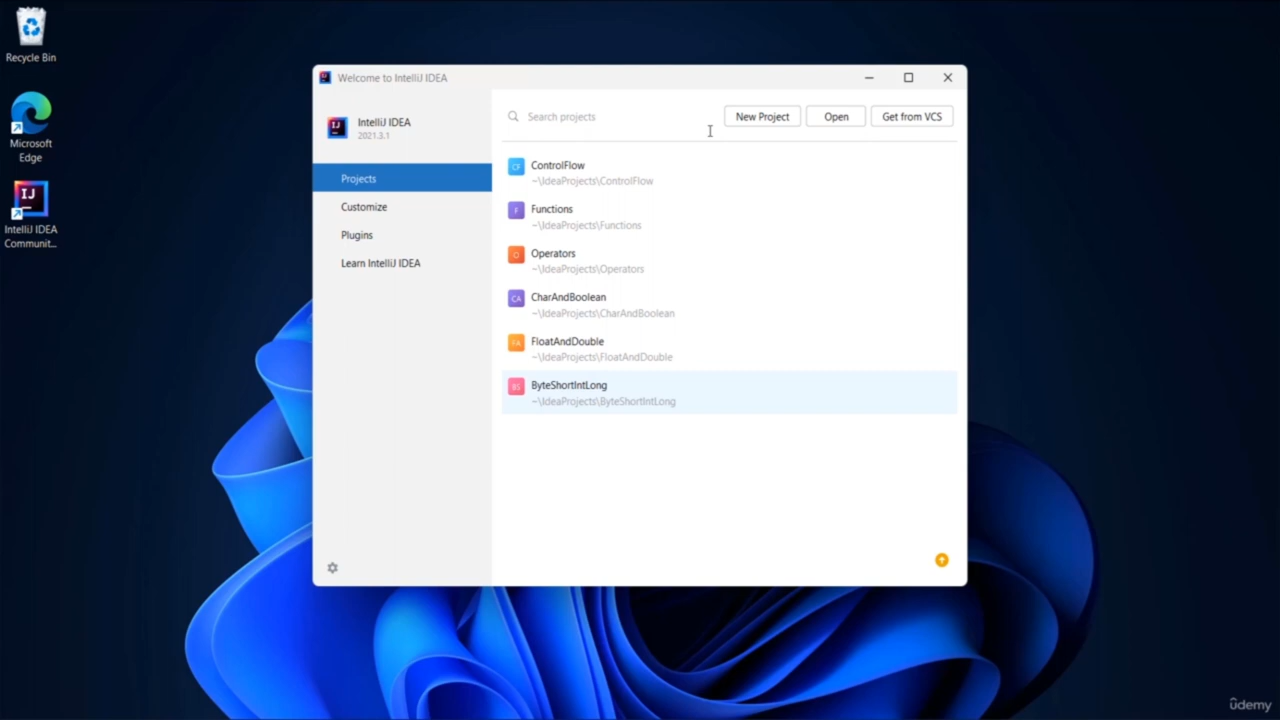 Recycle Bin
Microsoft
Edge
IntelliJ IDEA
Communit...
Welcome to IntelliJ IDEA
IntelliJ IDEA
2021.3.1
Projects
Customize
Plugins
Learn IntelliJ IDEA
Search projects
New Project
Open
Get from VCS
CF
ControlFlow
~\IdeaProjects\ControlFlow
F
Functions
~\IdeaProjects\Functions
O
Operators
~\IdeaProjects\Operators
CA
CharAndBoolean
~\IdeaProjects\CharAndBoolean
FA
FloatAndDouble
~\IdeaProjects\FloatAndDouble
BS
ByteShortIntLong
~\IdeaProjects\ByteShortIntLong
IJ
IJ
ûdemy